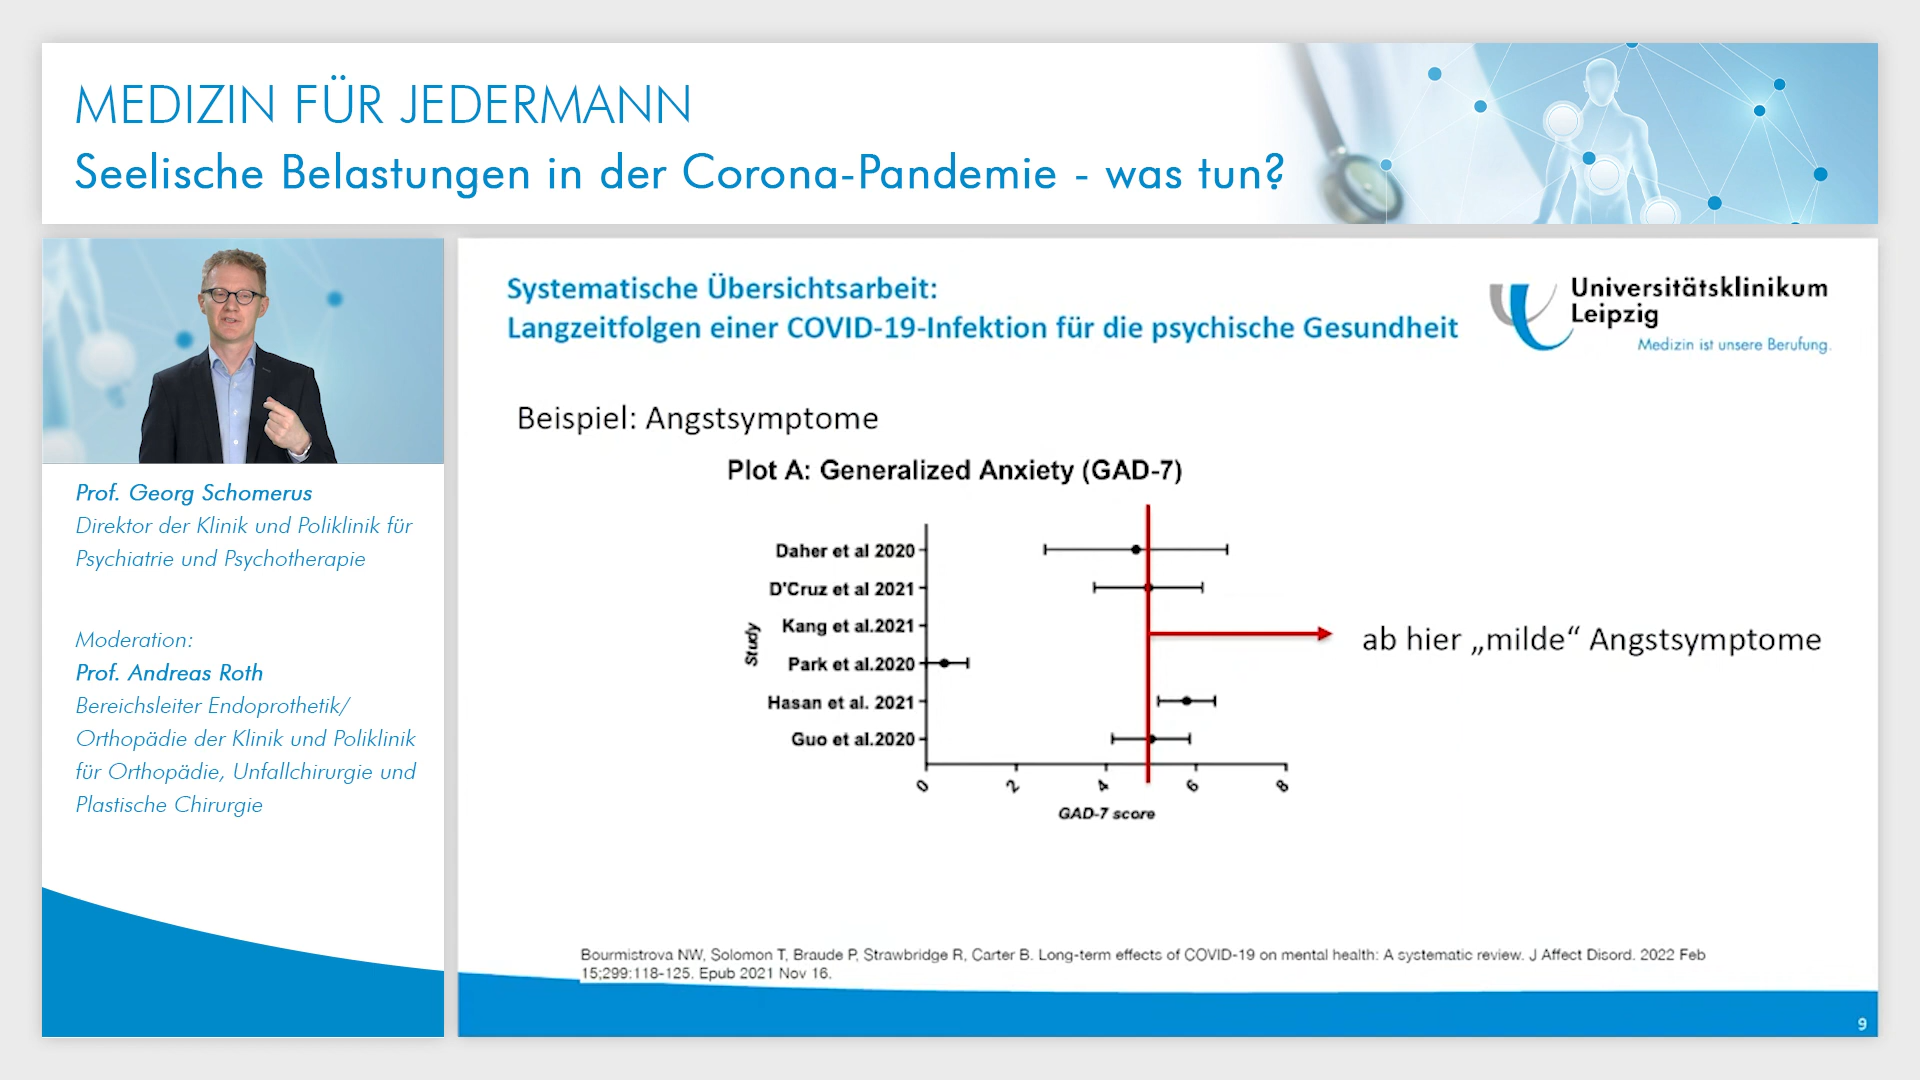 MEDIZIN FÜR JEDERMANN
Seelische Belastungen in der Corona-Pandemie - was tun?
Prof. Georg Schomerus
Direktor der Klinik und Poliklinik für
Psychiatrie und Psychotherapie
Moderation:
Prof. Andreas Roth
Bereichsleiter Endoprothetik/
Orthopädie der Klinik und Poliklinik
für Orthopädie, Unfallchirurgie und
Plastische Chirurgie
Systematische Übersichtsarbeit:
Langzeitfolgen einer COVID-19-Infektion für die psychische Gesundheit
Universitätsklinikum
Leipzig
Medizin ist unsere Berufung.
Beispiel: Angstsymptome
Plot A: Generalized Anxiety (GAD-7)
Study
Daher et al 2020
D'Cruz et al 2021
Kang et al.2021
Park et al.2020
Hasan et al. 2021
Guo et al.2020
0 2 4 6 8
GAD-7 score
ab hier „milde“ Angstsymptome
Bourmistrova NW, Solomon T, Braude P, Strawbridge R, Carter B. Long-term effects of COVID-19 on mental health: A systematic review. J Affect Disord. 2022 Feb
15;299:118-125. Epub 2021 Nov 16.
9